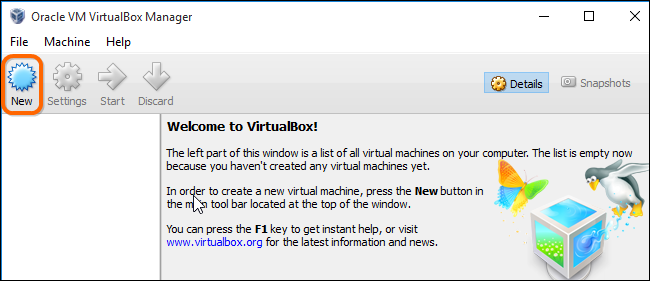 Oracle VM VirtualBox Manager
File Machine Help
New Settings Start Discard Details Snapshots
Welcome to VirtualBox!
The left part of this window is a list of all virtual machines on your computer. The list is empty now
because you haven't created any virtual machines yet.
In order to create a new virtual machine, press the New button in
the main tool bar located at the top of the window.
You can press the F1 key to get instant help, or visit
www.virtualbox.org for the latest information and news.